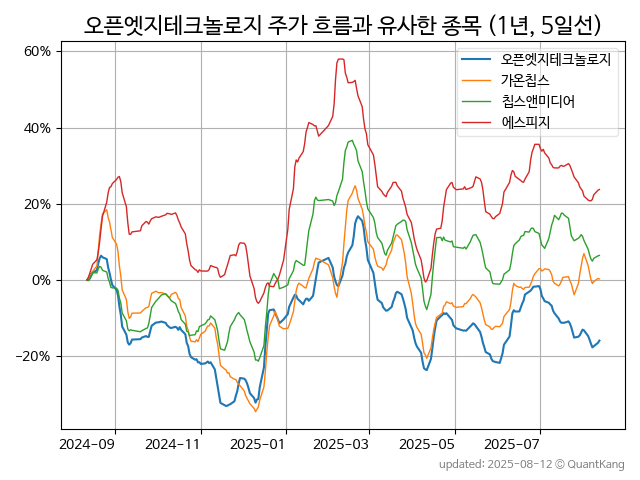 오픈엣지테크놀로지 주가 흐름과 유사한 종목 (1년, 5일선)
60%
40%
20%
0%
−20%
오픈엣지테크놀로지
가온칩스
칩스앤미디어
에스피지
2024−09
2024−11
2025−01
2025−03
2025−05
2025−07
updated: 2025-08-12 © QuantKang